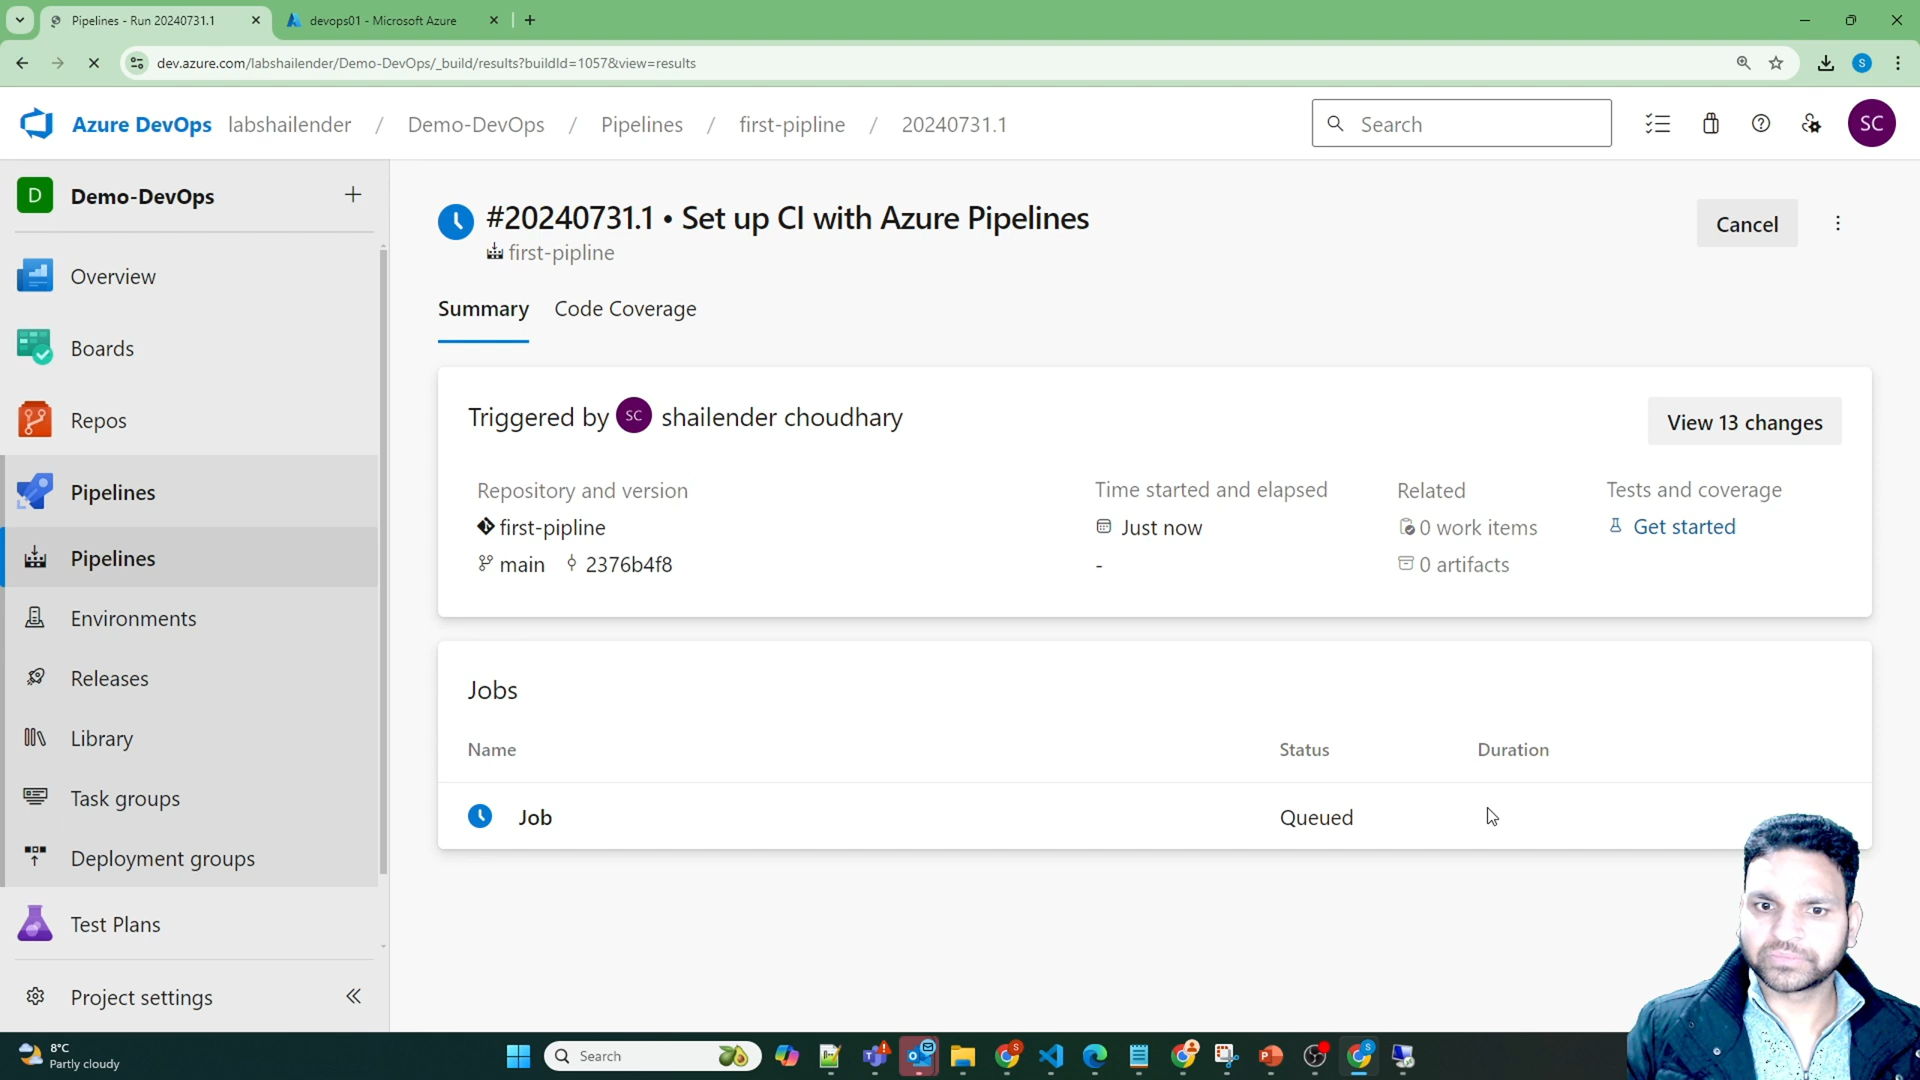 Pipelines - Run 20240731.1
devops01 - Microsoft Azure
dev.azure.com/labshailender/Demo-DevOps/_build/results?buildId=1057&view=results
S
Azure DevOps labshailender / Demo-DevOps / Pipelines / first-pipline / 20240731.1
Search
SC
D Demo-DevOps
Overview
Boards
Repos
Pipelines
Pipelines
Environments
Releases
Library
Task groups
Deployment groups
Test Plans
Project settings
#20240731.1 • Set up CI with Azure Pipelines
first-pipline
Cancel
Summary Code Coverage
Triggered by SC shailender choudhary
View 13 changes
Repository and version
first-pipline
main 2376b4f8
Time started and elapsed
Just now
-
Related
0 work items
0 artifacts
Tests and coverage
Get started
Jobs
Name Status Duration
Job Queued
8°C
Partly cloudy
Search